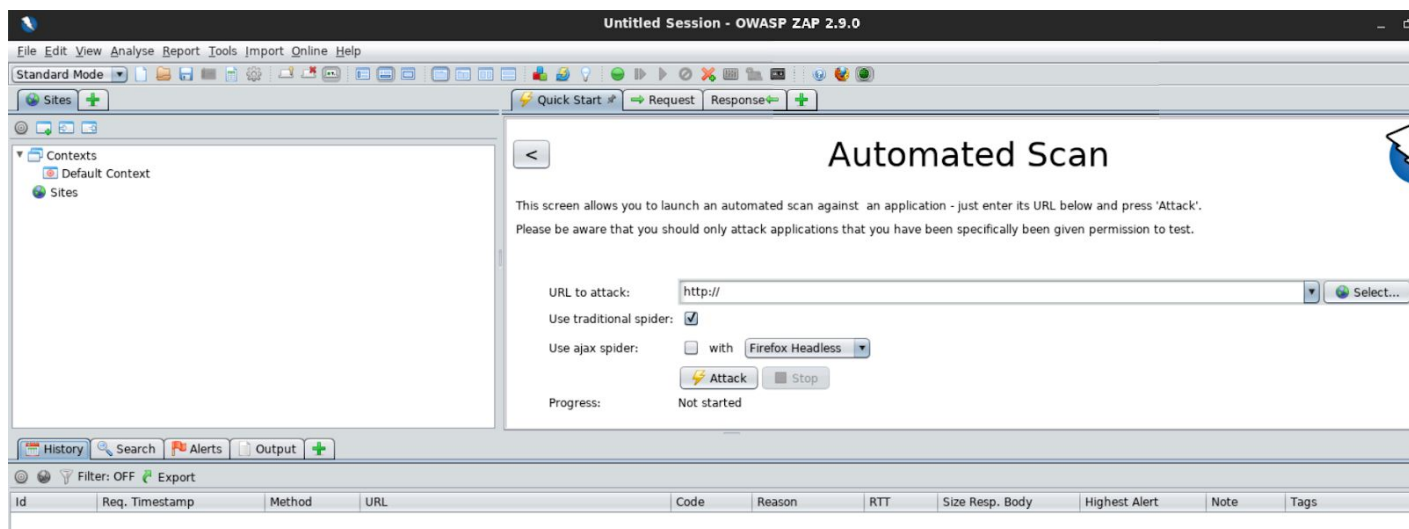 Untitled Session - OWASP ZAP 2.9.0
File Edit View Analyse Report Tools Import Online Help
Standard Mode
Sites
Quick Start Request Response
Contexts
Default Context
Sites
<
Automated Scan
This screen allows you to launch an automated scan against an application - just enter its URL below and press 'Attack'.
Please be aware that you should only attack applications that you have been specifically been given permission to test.
URL to attack: http:// Select...
Use traditional spider:
Use ajax spider: with Firefox Headless
Attack Stop
Progress: Not started
History Search Alerts Output
Filter: OFF Export
Id Req. Timestamp Method URL Code Reason RTT Size Resp. Body Highest Alert Note Tags